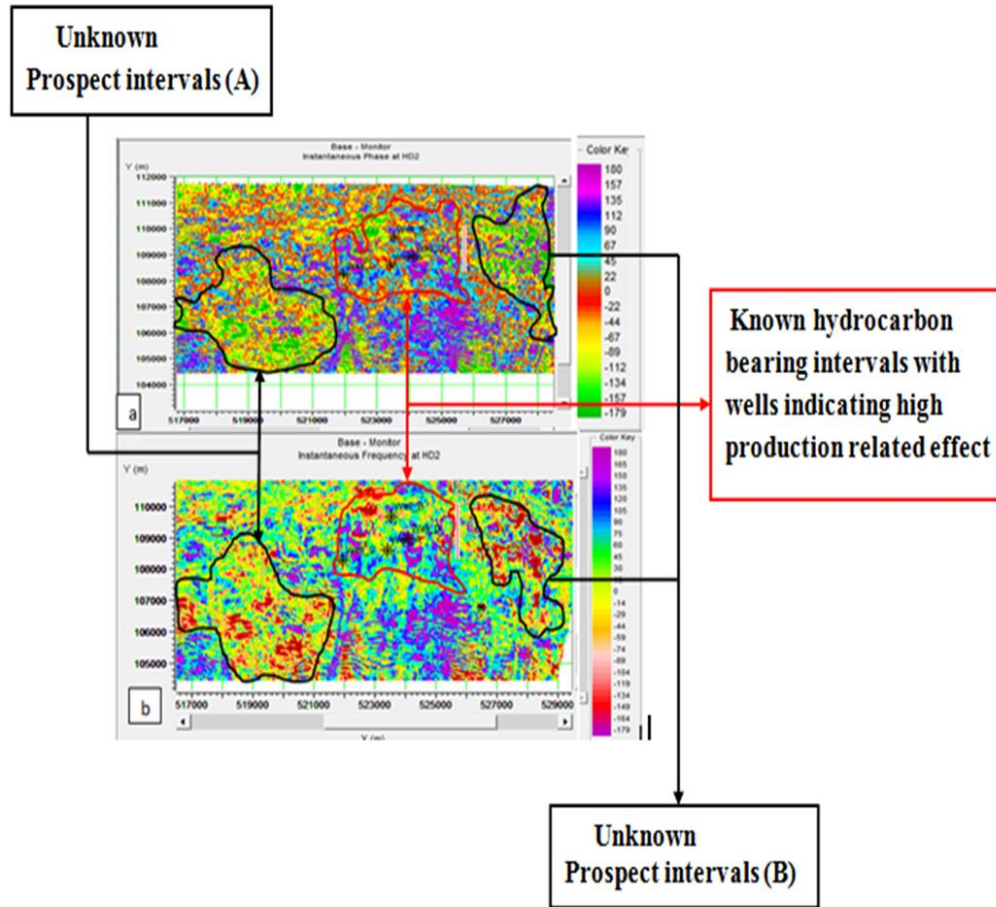 Unknown
Prospect intervals (A)
Base - Monitor
Instantaneous Phase at HD2
Y (m)
112000
111000
110000
109000
108000
107000
106000
105000
104000
517000 519000 521000 523000 525000 527000
Color Key
180
157
135
112
90
67
45
22
0
-22
-44
-67
-89
-112
-134
-157
-179
a
Known hydrocarbon
bearing intervals with
wells indicating high
production related effect
Base - Monitor
Instantaneous Frequency at HD2
Y (m)
110000
109000
108000
107000
106000
105000
517000 519000 521000 523000 525000 527000 529000
Y (m)
Color Key
180
165
150
135
120
105
90
75
60
45
30
0
-14
-29
-44
-59
-74
-89
-104
-119
-134
-149
-164
-179
b
Unknown
Prospect intervals (B)